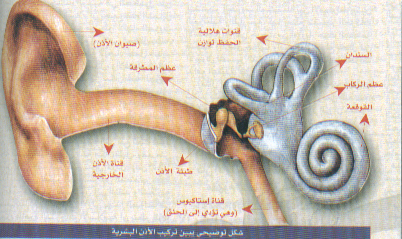 قنوات هلالية
لحفظ توازن
(صيوان الأذن)
السندان
عظم المطرقة
عظم الركاب
القوقعة
قناة الأذن
الخارجية
طبلة الأذن
قناة إستاكيوس
(وهي تؤدي إلى الحلق)
شكل توضيحي يبين تركيب الأذن البشرية